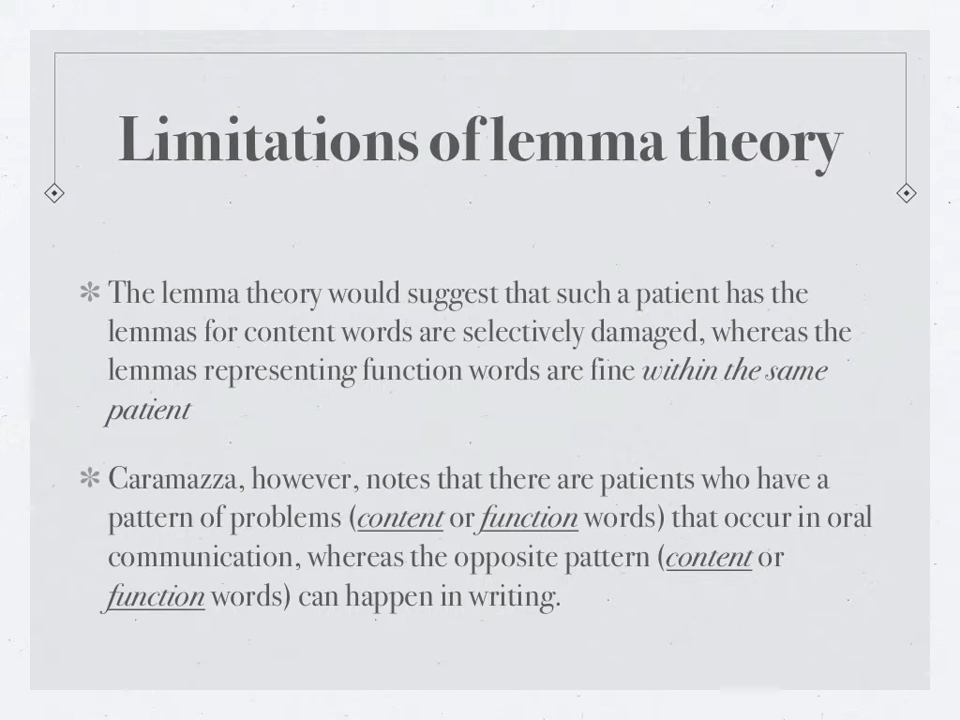 Limitations of lemma theory
The lemma theory would suggest that such a patient has the
lemmas for content words are selectively damaged, whereas the
lemmas representing function words are fine within the same
patient
Caramazza, however, notes that there are patients who have a
pattern of problems (content or function words) that occur in oral
communication, whereas the opposite pattern (content or
function words) can happen in writing.